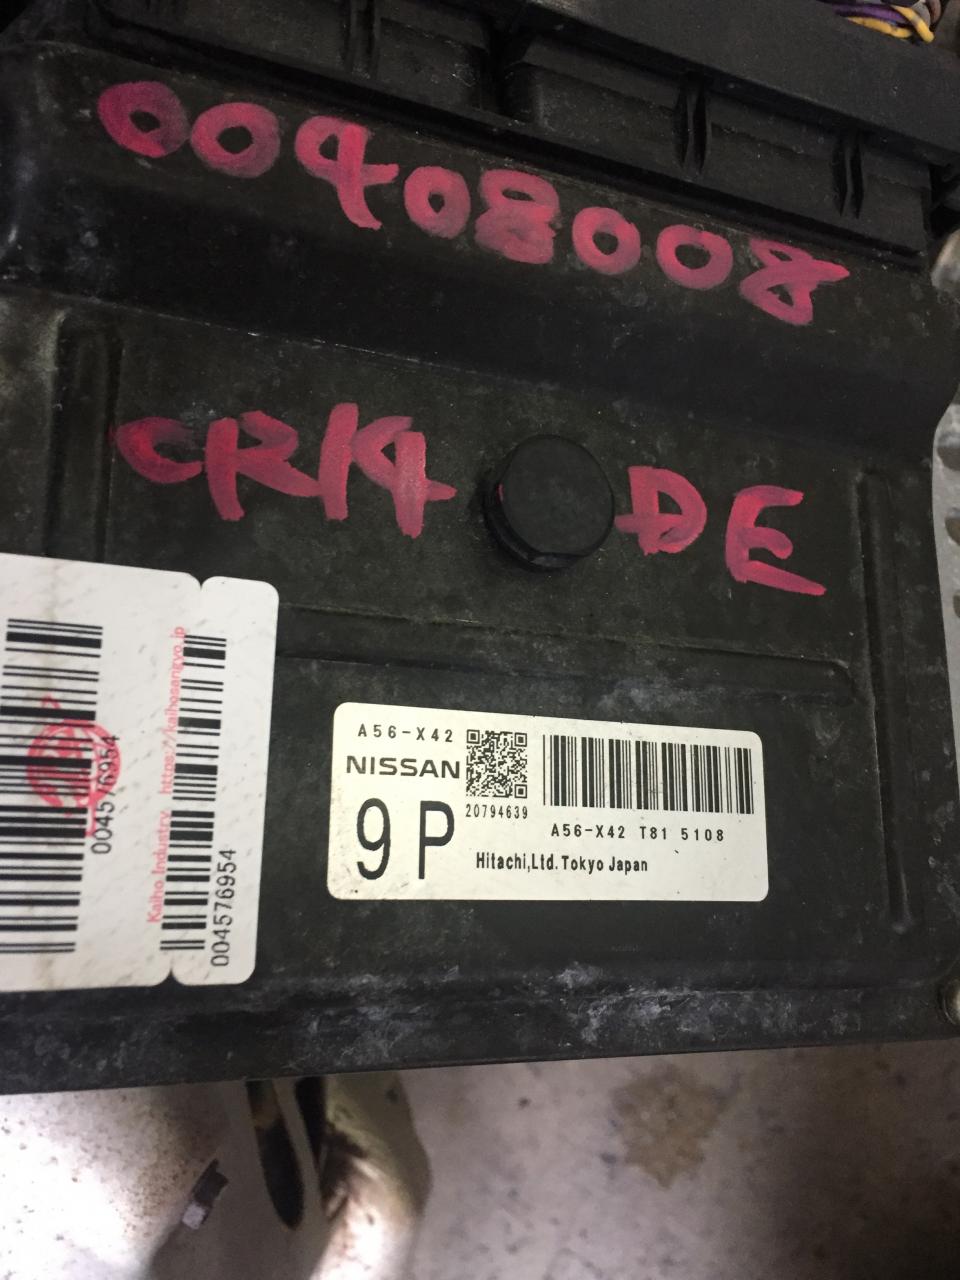 00408008
CR14 DE
A56-X42
NISSAN
9P
20794639
A56-X42 T81 5108
Hitachi,Ltd. Tokyo Japan
004576954
Kaiho Industry https://kaihosangyo.jp
004576954